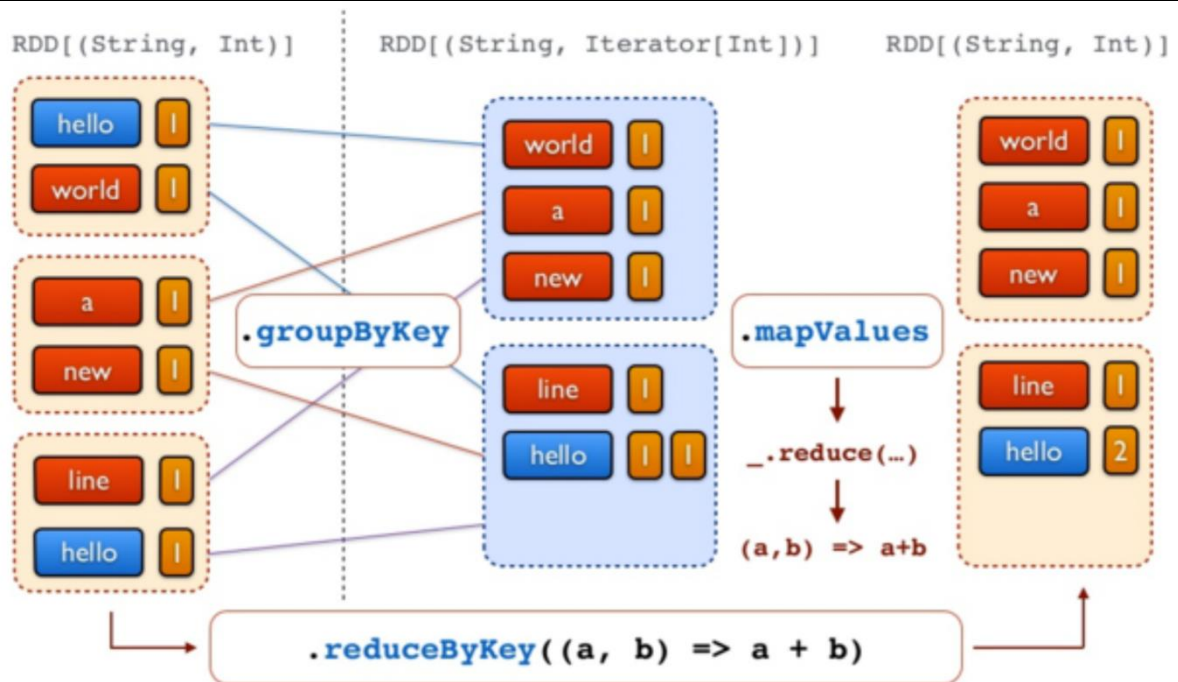 RDD[(String, Int)]
RDD[(String, Iterator[Int])]
RDD[(String, Int)]
hello 1
world 1
a 1
new 1
line 1
hello 1
.groupByKey
world 1
a 1
new 1
line 1
hello 1 1
.mapValues
_.reduce(…)
(a,b) => a+b
world 1
a 1
new 1
line 1
hello 2
.reduceByKey((a, b) => a + b)